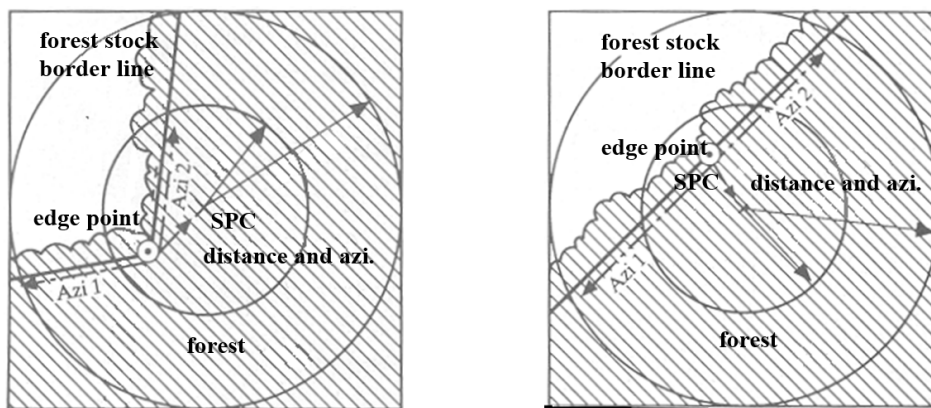 forest stock
border line
Azi 2
edge point
SPC
distance and azi.
Azi 1
forest
forest stock
border line
Azi 2
edge point
SPC
distance and azi.
Azi 1
forest